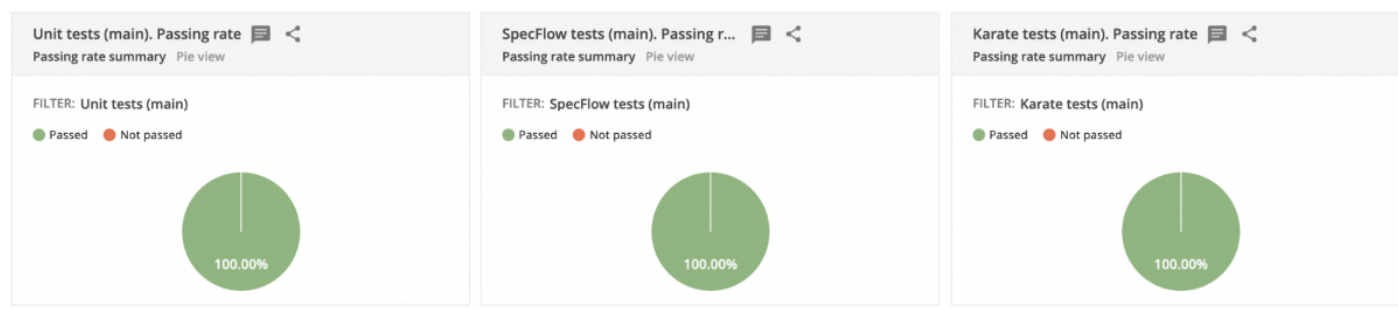 Unit tests (main). Passing rate
Passing rate summary Pie view
FILTER: Unit tests (main)
Passed Not passed
100.00%
SpecFlow tests (main). Passing r...
Passing rate summary Pie view
FILTER: SpecFlow tests (main)
Passed Not passed
100.00%
Karate tests (main). Passing rate
Passing rate summary Pie view
FILTER: Karate tests (main)
Passed Not passed
100.00%